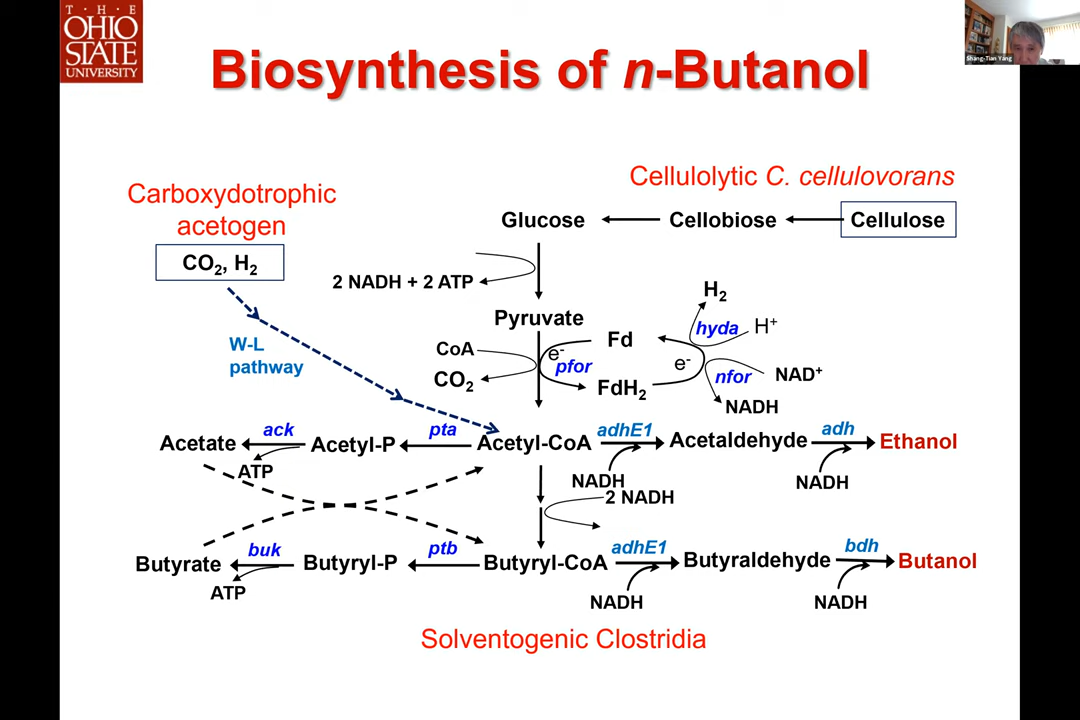 T·H·E
OHIO
STATE
UNIVERSITY
Biosynthesis of n-Butanol
Shang-Tian Yang
Carboxydotrophic
acetogen
CO2, H2
Cellulolytic C. cellulovorans
Glucose
Cellobiose
Cellulose
2 NADH + 2 ATP
H2
Pyruvate
Fd
hyda
H+
CoA
e-
pfor
e-
CO2
FdH2
nfor
NAD+
NADH
W-L
pathway
Acetate
ack
Acetyl-P
pta
Acetyl-CoA
adhE1
Acetaldehyde
adh
Ethanol
ATP
NADH
NADH
2 NADH
Butyrate
buk
Butyryl-P
ptb
Butyryl-CoA
adhE1
Butyraldehyde
bdh
Butanol
ATP
NADH
NADH
Solventogenic Clostridia